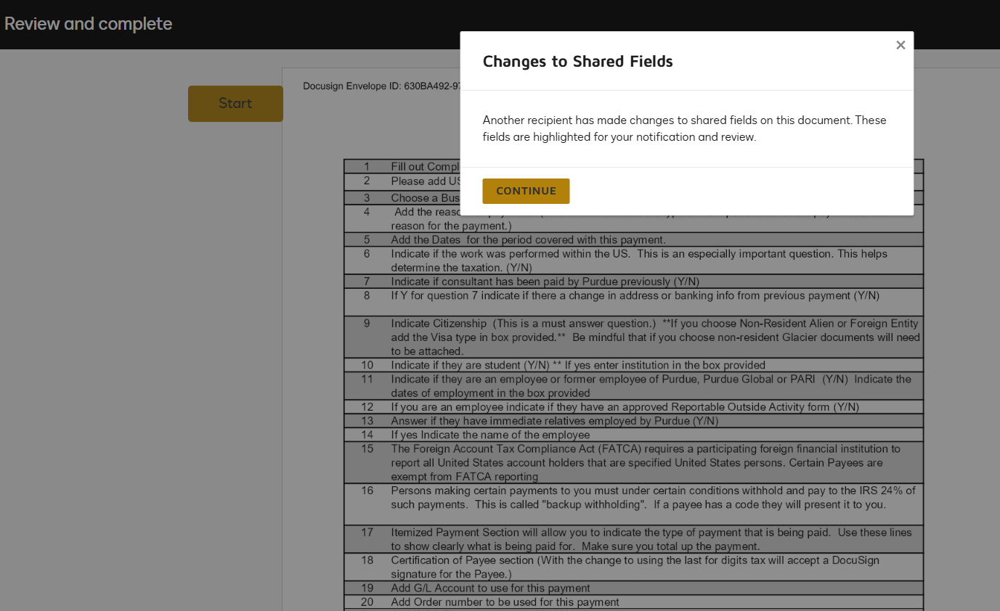 Review and complete
×
Changes to Shared Fields
Start
Docusign Envelope ID: 630BA492-97
Another recipient has made changes to shared fields on this document. These
fields are highlighted for your notification and review.
CONTINUE
1 Fill out Compl
2 Please add US
3 Choose a Bus
4 Add the reaso
reason for the payment.)
5 Add the Dates for the period covered with this payment.
6 Indicate if the work was performed within the US. This is an especially important question. This helps
determine the taxation. (Y/N)
7 Indicate if consultant has been paid by Purdue previously (Y/N)
8 If Y for question 7 indicate if there a change in address or banking info from previous payment (Y/N)
9 Indicate Citizenship (This is a must answer question.) **If you choose Non-Resident Alien or Foreign Entity
add the Visa type in box provided.** Be mindful that if you choose non-resident Glacier documents will need
to be attached.
10 Indicate if they are student (Y/N) ** If yes enter institution in the box provided
11 Indicate if they are an employee or former employee of Purdue, Purdue Global or PARI (Y/N) Indicate the
dates of employment in the box provided
12 If you are an employee indicate if they have an approved Reportable Outside Activity form (Y/N)
13 Answer if they have immediate relatives employed by Purdue (Y/N)
14 If yes Indicate the name of the employee
15 The Foreign Account Tax Compliance Act (FATCA) requires a participating foreign financial institution to
report all United States account holders that are specified United States persons. Certain Payees are
exempt from FATCA reporting
16 Persons making certain payments to you must under certain conditions withhold and pay to the IRS 24% of
such payments. This is called "backup withholding". If a payee has a code they will present it to you.
17 Itemized Payment Section will allow you to indicate the type of payment that is being paid. Use these lines
to show clearly what is being paid for. Make sure you total up the payment.
18 Certification of Payee section (With the change to using the last for digits tax will accept a DocuSign
signature for the Payee.)
19 Add G/L Account to use for this payment
20 Add Order number to be used for this payment